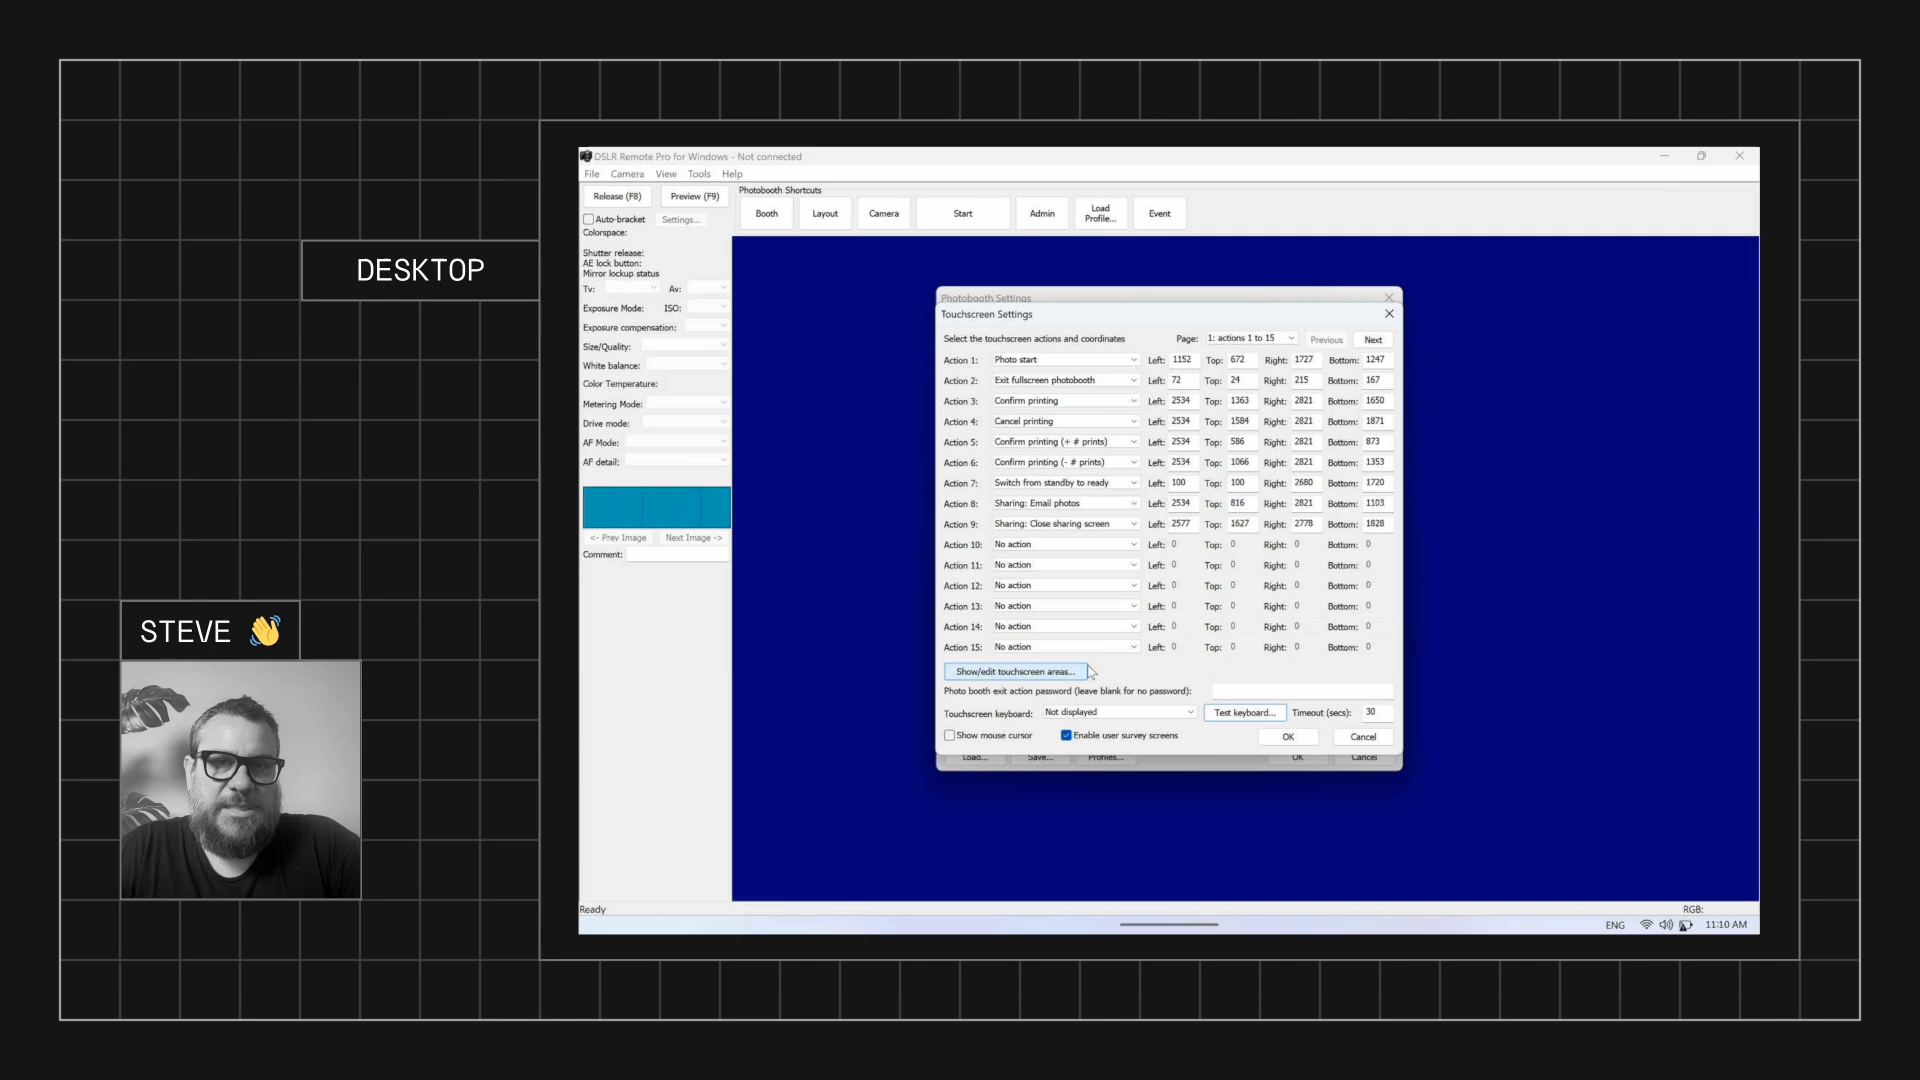 DESKTOP
STEVE 👋
DSLR Remote Pro for Windows - Not connected
File Camera View Tools Help
Release (F8) Preview (F9)
Auto-bracket Settings...
Colorspace:
Shutter release:
AE lock button:
Mirror lockup status
Tv: Av:
Exposure Mode: ISO:
Exposure compensation:
Size/Quality:
White balance:
Color Temperature:
Metering Mode:
Drive mode:
AF Mode:
AF detail:
<- Prev Image Next Image ->
Comment:
Photobooth Shortcuts
Booth Layout Camera Start Admin Load Profile... Event
Photobooth Settings
Touchscreen Settings
Select the touchscreen actions and coordinates Page: 1: actions 1 to 15 Previous Next
Action 1: Photo start Left: 1152 Top: 672 Right: 1727 Bottom: 1247
Action 2: Exit fullscreen photobooth Left: 72 Top: 24 Right: 215 Bottom: 167
Action 3: Confirm printing Left: 2534 Top: 1363 Right: 2821 Bottom: 1650
Action 4: Cancel printing Left: 2534 Top: 1584 Right: 2821 Bottom: 1871
Action 5: Confirm printing (+ # prints) Left: 2534 Top: 586 Right: 2821 Bottom: 873
Action 6: Confirm printing (- # prints) Left: 2534 Top: 1066 Right: 2821 Bottom: 1353
Action 7: Switch from standby to ready Left: 100 Top: 100 Right: 2680 Bottom: 1720
Action 8: Sharing: Email photos Left: 2534 Top: 816 Right: 2821 Bottom: 1103
Action 9: Sharing: Close sharing screen Left: 2577 Top: 1627 Right: 2778 Bottom: 1828
Action 10: No action Left: 0 Top: 0 Right: 0 Bottom: 0
Action 11: No action Left: 0 Top: 0 Right: 0 Bottom: 0
Action 12: No action Left: 0 Top: 0 Right: 0 Bottom: 0
Action 13: No action Left: 0 Top: 0 Right: 0 Bottom: 0
Action 14: No action Left: 0 Top: 0 Right: 0 Bottom: 0
Action 15: No action Left: 0 Top: 0 Right: 0 Bottom: 0
Show/edit touchscreen areas...
Photo booth exit action password (leave blank for no password):
Touchscreen keyboard: Not displayed Test keyboard... Timeout (secs): 30
Show mouse cursor Enable user survey screens OK Cancel
Load... Save... Profiles... OK Cancel
Ready RGB:
ENG 11:10 AM